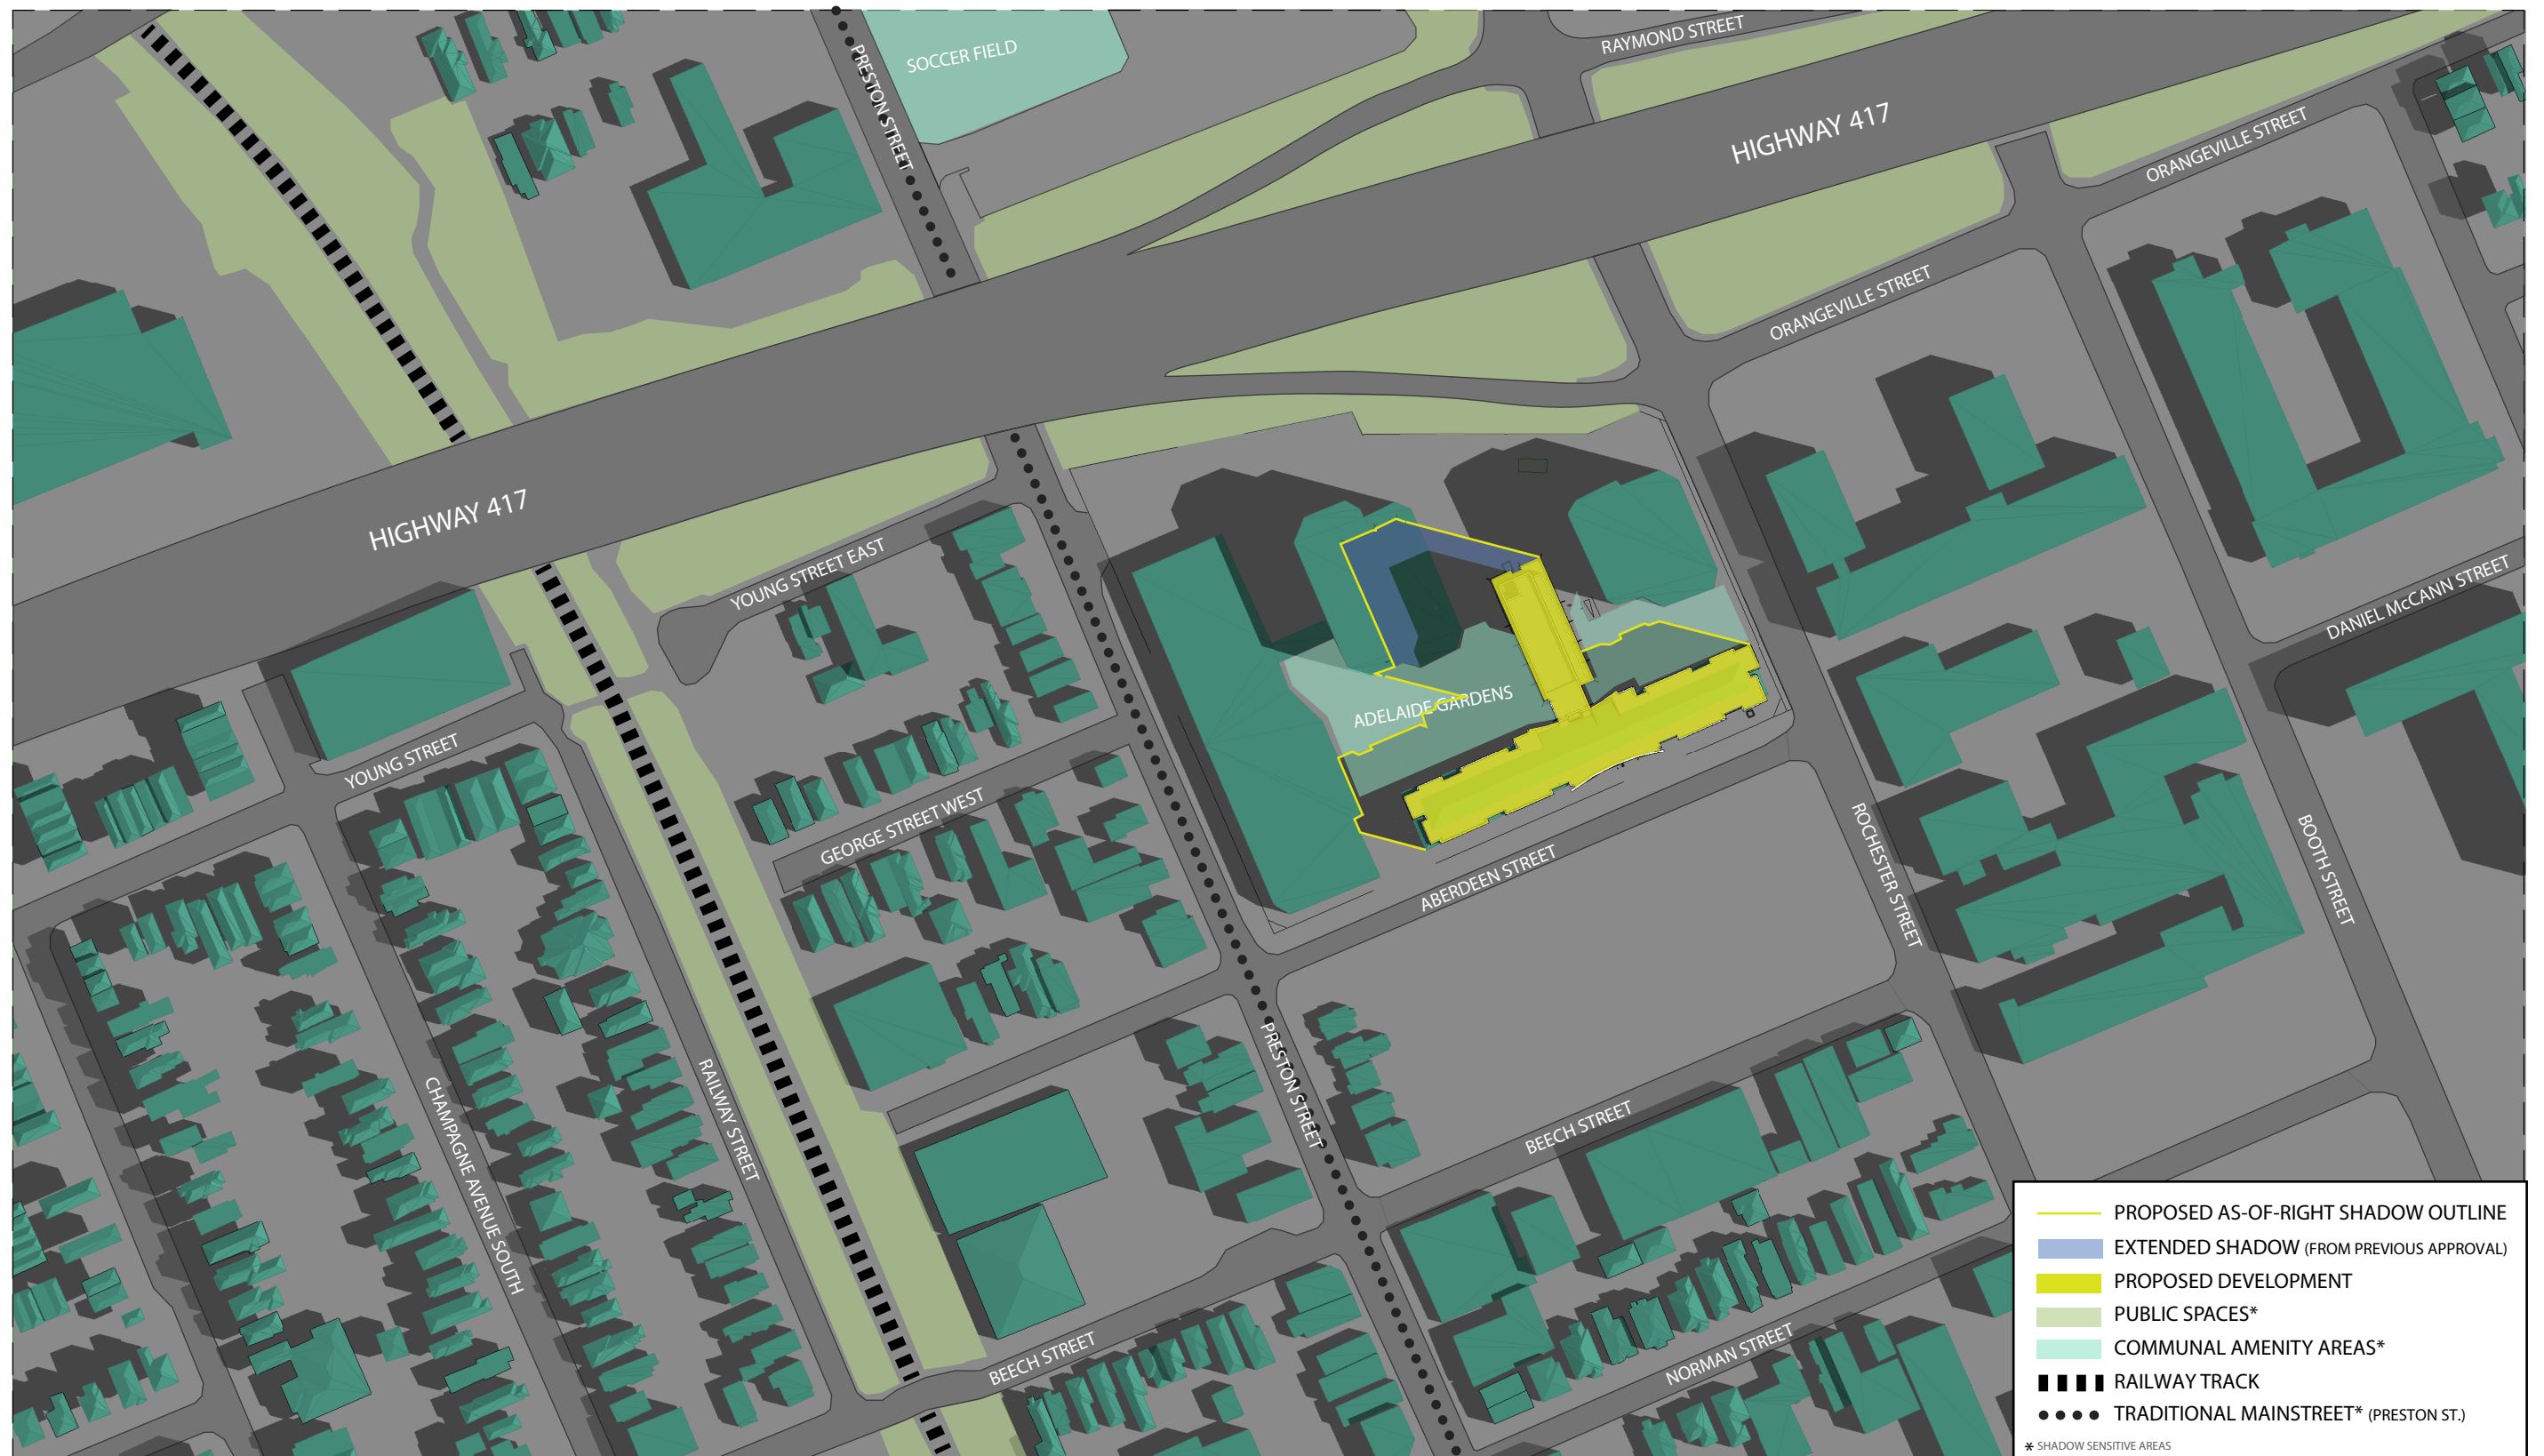 RAYMOND STREET
SOCCER FIELD
PRESTON STREET
HIGHWAY 417
ORANGEVILLE STREET
ORANGEVILLE STREET
HIGHWAY 417
YOUNG STREET EAST
DANIEL McCANN STREET
ADELAIDE GARDENS
YOUNG STREET
GEORGE STREET WEST
ABERDEEN STREET
ROCHESTER STREET
BOOTH STREET
PRESTON STREET
RAILWAY STREET
CHAMPAGNE AVENUE SOUTH
BEECH STREET
BEECH STREET
NORMAN STREET
PROPOSED AS-OF-RIGHT SHADOW OUTLINE
EXTENDED SHADOW (FROM PREVIOUS APPROVAL)
PROPOSED DEVELOPMENT
PUBLIC SPACES*
COMMUNAL AMENITY AREAS*
RAILWAY TRACK
TRADITIONAL MAINSTREET* (PRESTON ST.)
* SHADOW SENSITIVE AREAS